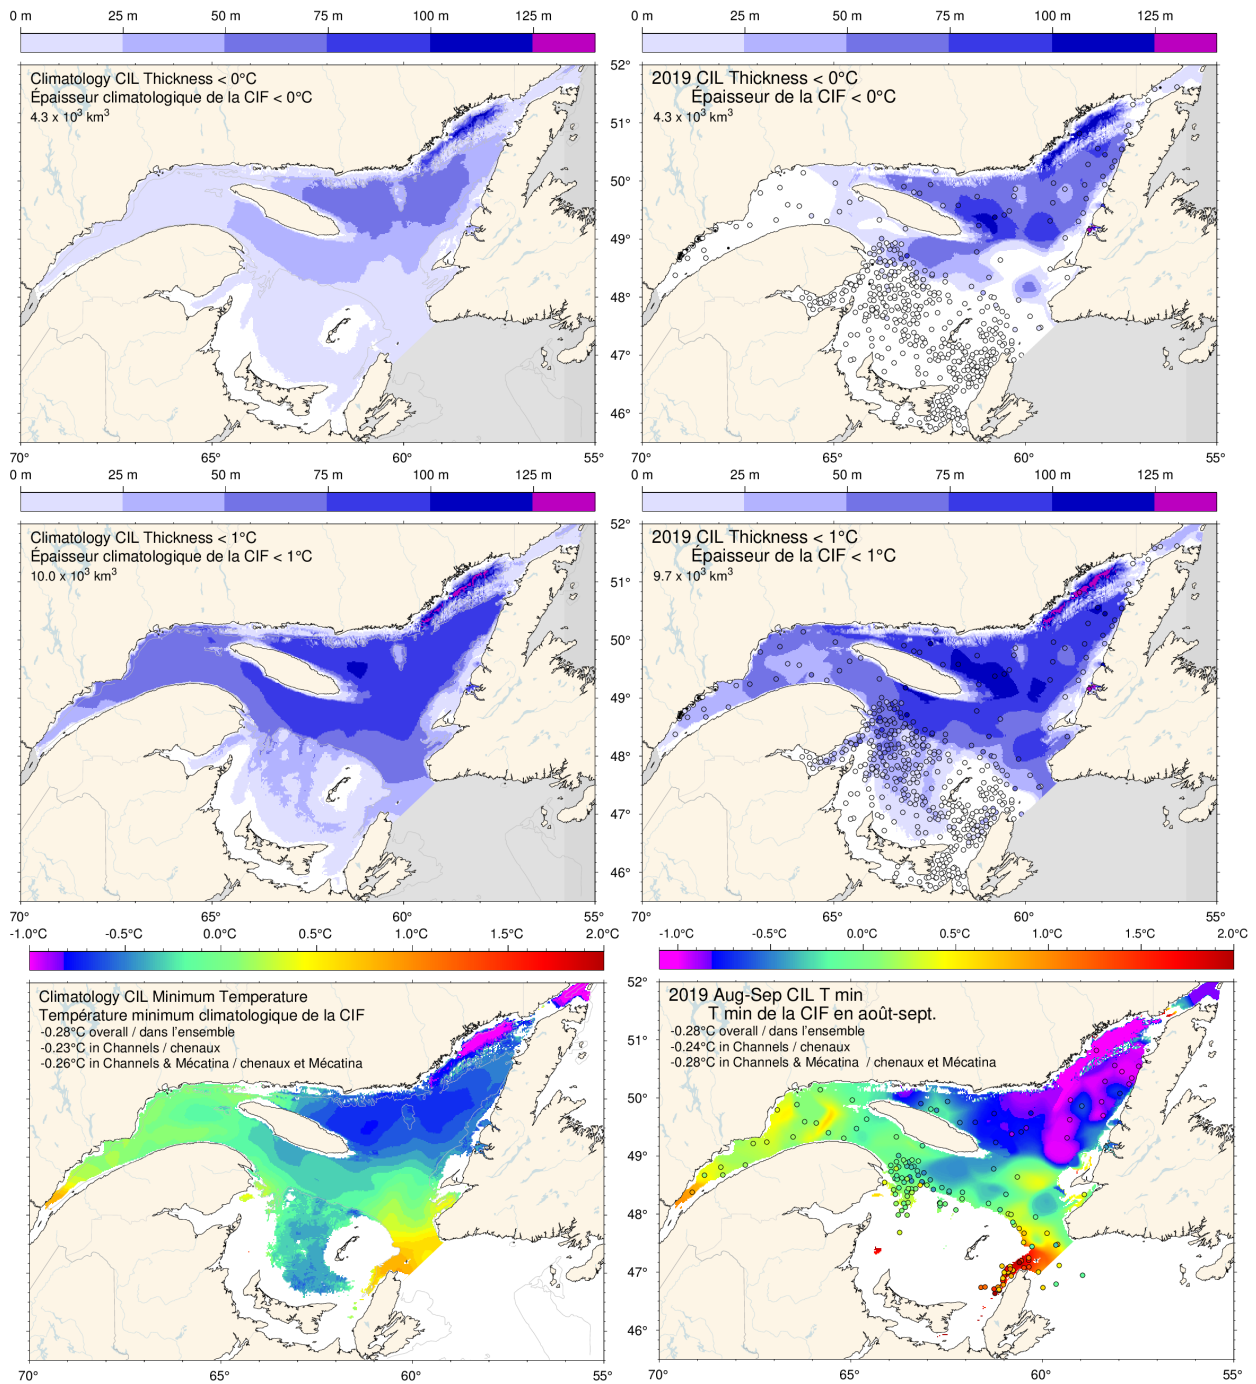 0 m 25 m 50 m 75 m 100 m 125 m
Climatology CIL Thickness < 0°C
Épaisseur climatologique de la CIF < 0°C
4.3 x 10³ km³
70° 65° 60° 55°
0 m 25 m 50 m 75 m 100 m 125 m
2019 CIL Thickness < 0°C
Épaisseur de la CIF < 0°C
4.3 x 10³ km³
52°
51°
50°
49°
48°
47°
46°
70° 65° 60° 55°
0 m 25 m 50 m 75 m 100 m 125 m
Climatology CIL Thickness < 1°C
Épaisseur climatologique de la CIF < 1°C
10.0 x 10³ km³
70° 65° 60° 55°
0 m 25 m 50 m 75 m 100 m 125 m
2019 CIL Thickness < 1°C
Épaisseur de la CIF < 1°C
9.7 x 10³ km³
52°
51°
50°
49°
48°
47°
46°
70° 65° 60° 55°
-1.0°C -0.5°C 0.0°C 0.5°C 1.0°C 1.5°C 2.0°C
Climatology CIL Minimum Temperature
Température minimum climatologique de la CIF
-0.28°C overall / dans l'ensemble
-0.23°C in Channels / chenaux
-0.26°C in Channels & Mécatina / chenaux et Mécatina
70° 65° 60° 55°
-1.0°C -0.5°C 0.0°C 0.5°C 1.0°C 1.5°C 2.0°C
2019 Aug-Sep CIL T min
T min de la CIF en août-sept.
-0.28°C overall / dans l'ensemble
-0.24°C in Channels / chenaux
-0.28°C in Channels & Mécatina / chenaux et Mécatina
52°
51°
50°
49°
48°
47°
46°
70° 65° 60° 55°